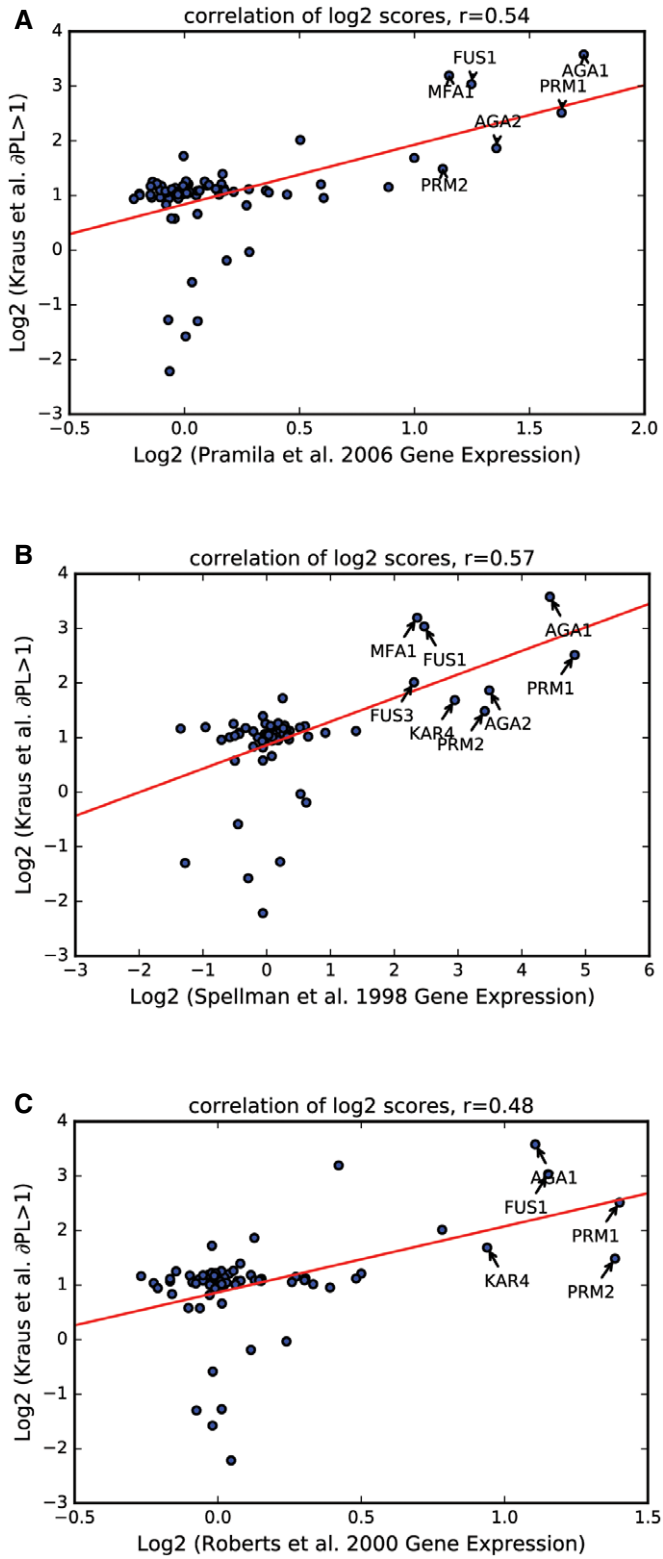 A
correlation of log2 scores, r=0.54
4
3
2
1
0
−1
−2
−3
Log2 (Kraus et al. ∂PL>1)
FUS1
AGA1
MFA1
PRM1
AGA2
PRM2
−0.5
0.0
0.5
1.0
1.5
2.0
Log2 (Pramila et al. 2006 Gene Expression)
B
correlation of log2 scores, r=0.57
4
3
2
1
0
−1
−2
−3
Log2 (Kraus et al. ∂PL>1)
AGA1
MFA1
FUS1
PRM1
FUS3
KAR4
AGA2
PRM2
−3
−2
−1
0
1
2
3
4
5
6
Log2 (Spellman et al. 1998 Gene Expression)
C
correlation of log2 scores, r=0.48
4
3
2
1
0
−1
−2
−3
Log2 (Kraus et al. ∂PL>1)
AGA1
FUS1
PRM1
KAR4
PRM2
−0.5
0.0
0.5
1.0
1.5
Log2 (Roberts et al. 2000 Gene Expression)